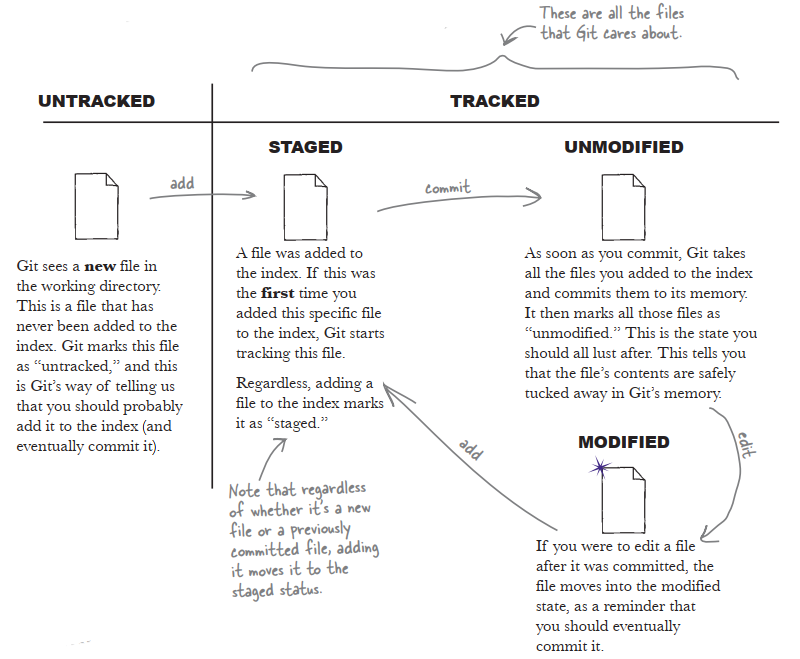 These are all the files
that Git cares about.
UNTRACKED
TRACKED
STAGED
UNMODIFIED
add
commit
Git sees a new file in
the working directory.
This is a file that has
never been added to the
index. Git marks this file
as “untracked,” and this
is Git’s way of telling us
that you should probably
add it to the index (and
eventually commit it).
A file was added to
the index. If this was
the first time you
added this specific file
to the index, Git starts
tracking this file.
Regardless, adding a
file to the index marks
it as “staged.”
Note that regardless
of whether it’s a new
file or a previously
committed file, adding
it moves it to the
staged status.
As soon as you commit, Git takes
all the files you added to the index
and commits them to its memory.
It then marks all those files as
“unmodified.” This is the state you
should all lust after. This tells you
that the file’s contents are safely
tucked away in Git’s memory.
edit
add
MODIFIED
If you were to edit a file
after it was committed, the
file moves into the modified
state, as a reminder that
you should eventually
commit it.